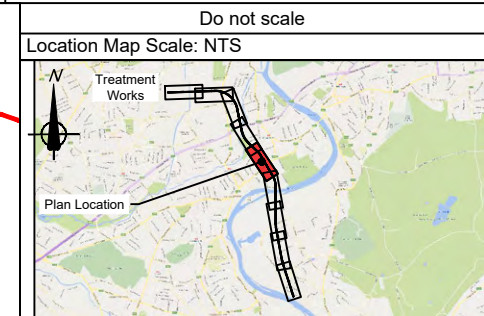 Do not scale
Location Map Scale: NTS
N
Treatment
Works
Plan Location